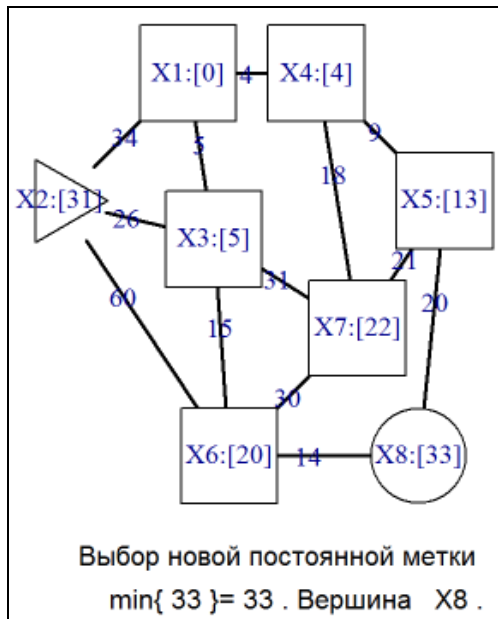 X1:[0] 4 X4:[4]
34 5 9
18
X2:[31] 26 X3:[5] X5:[13]
31 21
60 15 X7:[22] 20
30
X6:[20] 14 X8:[33]
Выбор новой постоянной метки
min{ 33 }= 33 . Вершина X8 .